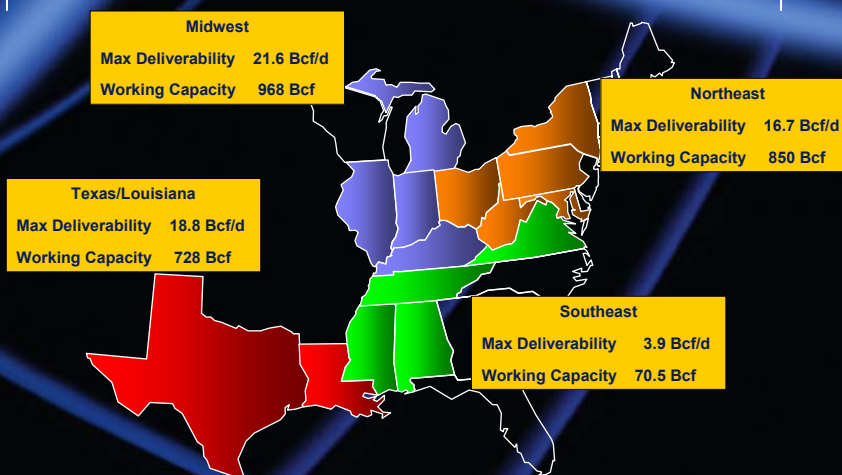 Midwest
Max Deliverability 21.6 Bcf/d
Working Capacity 968 Bcf
Northeast
Max Deliverability 16.7 Bcf/d
Working Capacity 850 Bcf
Texas/Louisiana
Max Deliverability 18.8 Bcf/d
Working Capacity 728 Bcf
Southeast
Max Deliverability 3.9 Bcf/d
Working Capacity 70.5 Bcf